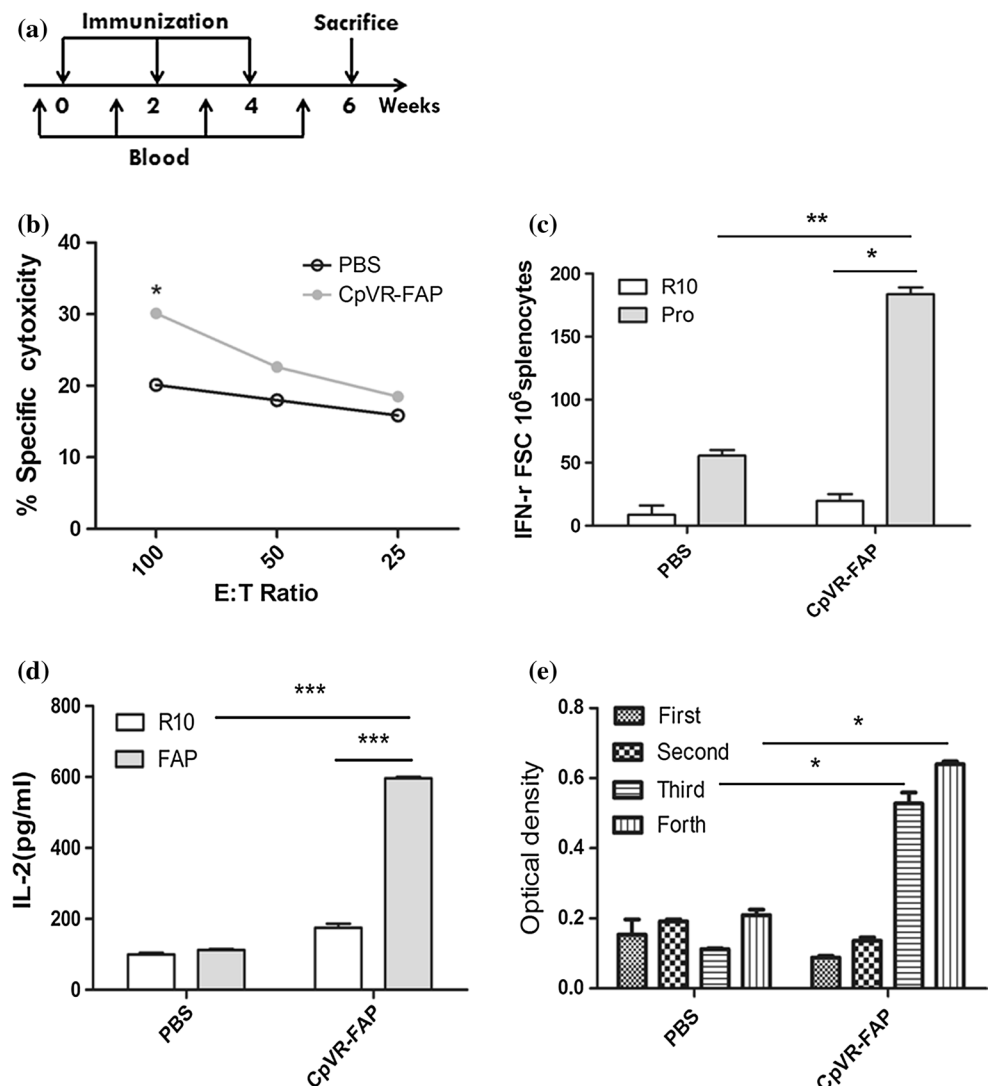 (a)
Immunization
Sacrifice
0 2 4 6 Weeks
Blood
(b)
% Specific cytoxicity
40
30
20
10
0
*
PBS
CpVR-FAP
100 50 25
E:T Ratio
(c)
IFN-r FSC 10⁶splenocytes
200
150
100
50
0
**
*
R10
Pro
PBS CpVR-FAP
(d)
IL-2(pg/ml)
800
600
400
200
0
***
***
R10
FAP
PBS CpVR-FAP
(e)
Optical density
0.8
0.6
0.4
0.2
0.0
First
Second
Third
Forth
*
*
PBS CpVR-FAP